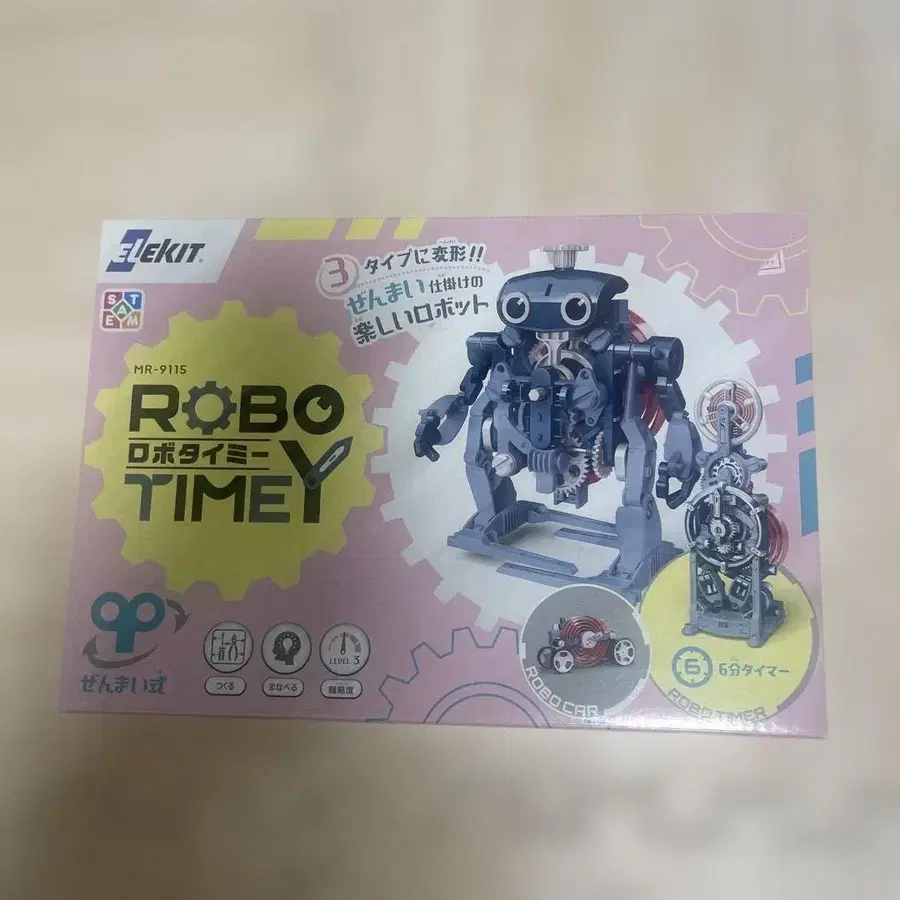 ELEKIT®
STEAM
3タイプに変形!!
ぜんまい仕掛けの
楽しいロボット
MR-9115
ROBO
ロボタイミー
TIMEY
ぜんまい式
つくる
まなべる
LEVEL 3
難易度
ROBO CAR
6
6分タイマー
ROBO TIMER